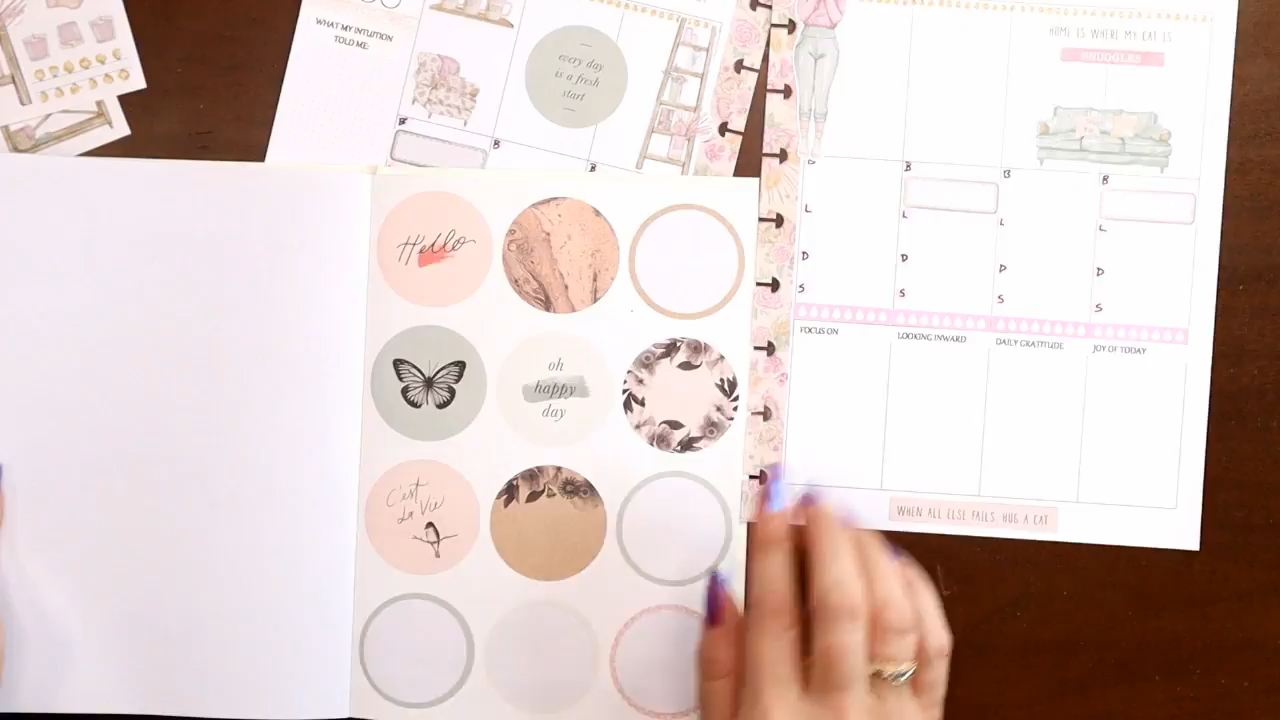 WHAT MY INTUITION
TOLD ME:
every day
is a fresh
start
B
B
B
HOME IS WHERE MY CAT IS
SNUGGLES
B
B
B
L
L
L
L
D
D
D
D
S
S
S
S
FOCUS ON
LOOKING INWARD
DAILY GRATITUDE
JOY OF TODAY
WHEN ALL ELSE FAILS, HUG A CAT
Hello
oh
happy
day
C'est
La Vie